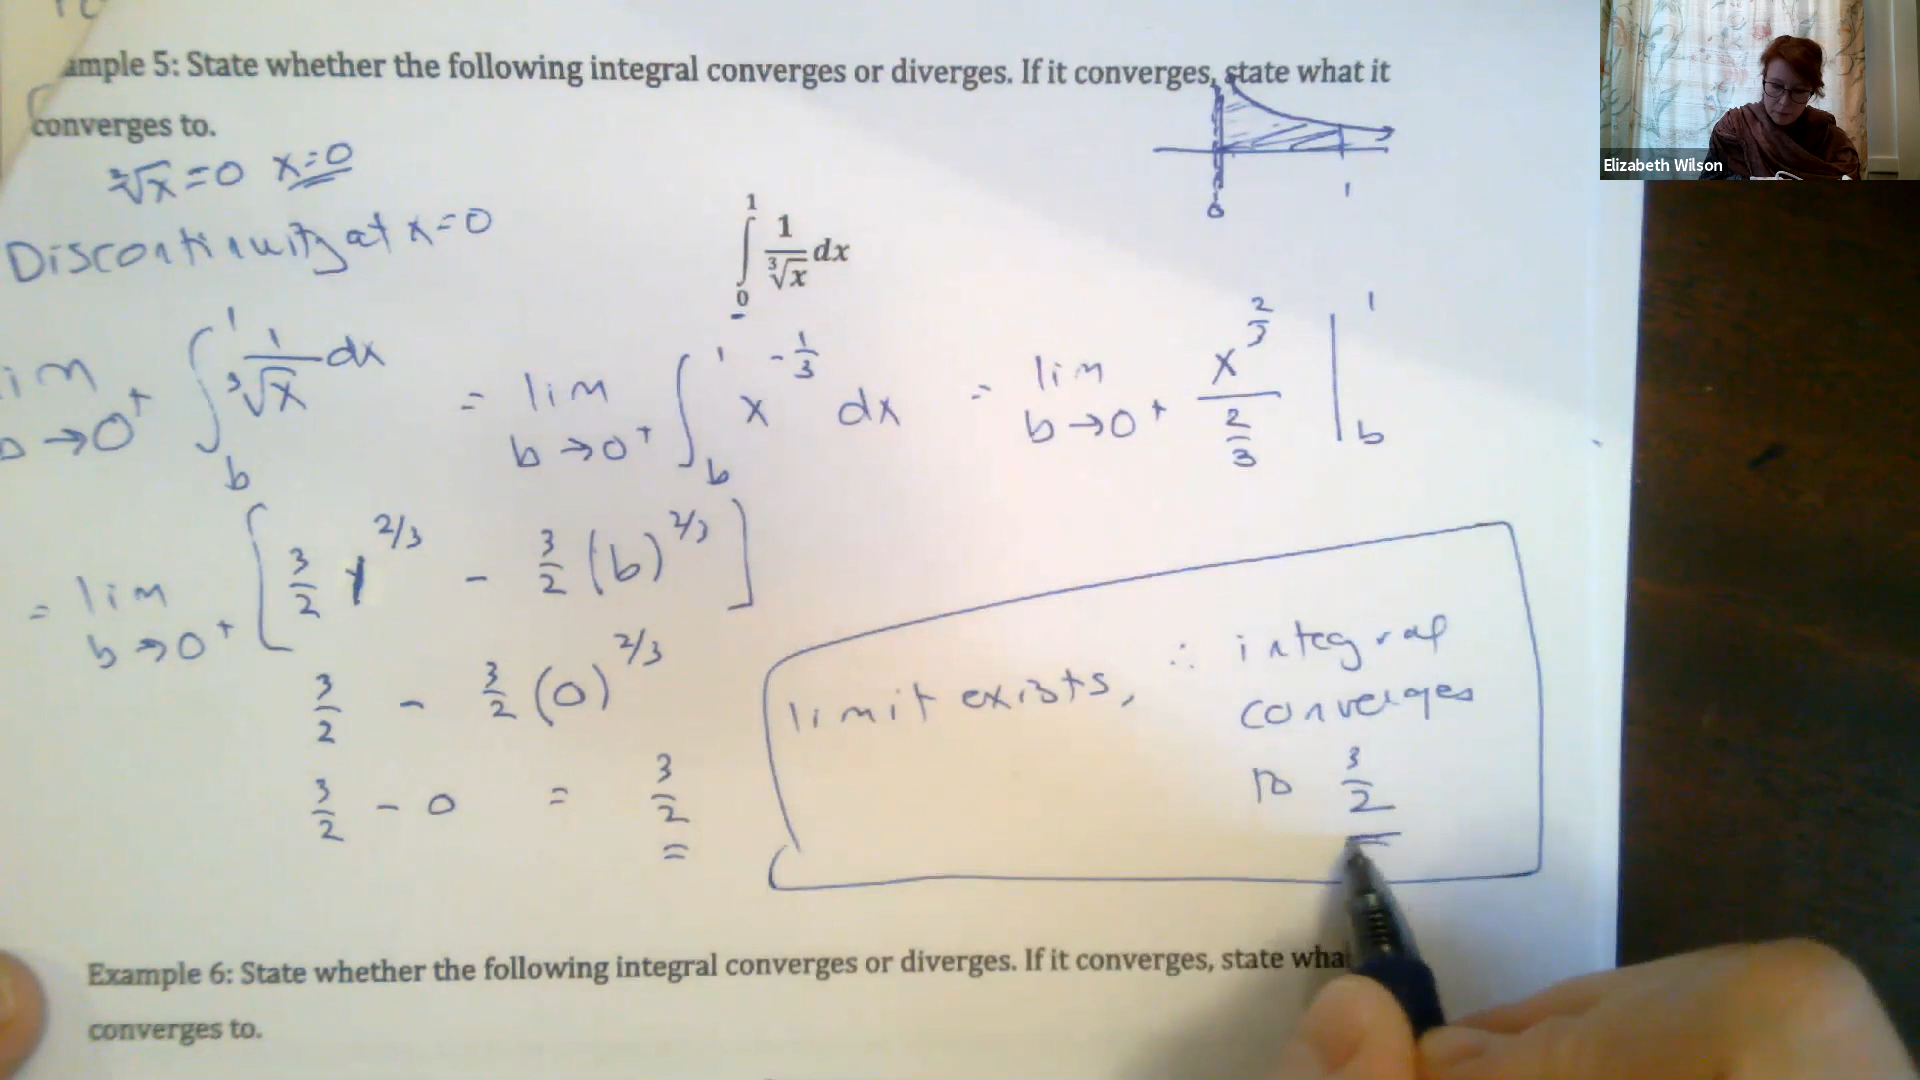 ample 5: State whether the following integral converges or diverges. If it converges, state what it
converges to.
∛x = 0 x = 0
Discontinuity at x = 0
0 1
∫₀¹ 1/∛x dx
im b→0⁺ ∫_b^1 1/∛x dx = lim b→0⁺ ∫_b^1 x^(-1/3) dx = lim b→0⁺ x^(2/3) / (2/3) |_b^1
= lim b→0⁺ [ 3/2 1^(2/3) - 3/2 (b)^(2/3) ]
3/2 - 3/2 (0)^(2/3)
3/2 - 0 = 3/2
limit exists, ∴ integral
converges
to 3/2
Example 6: State whether the following integral converges or diverges. If it converges, state wha
converges to.
Elizabeth Wilson